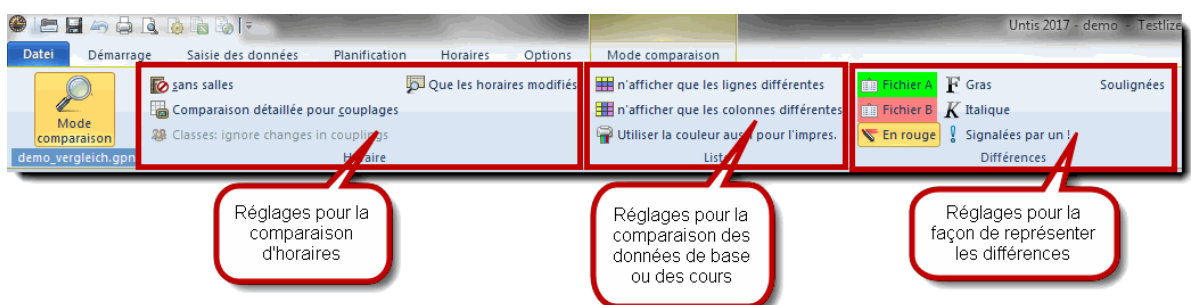 Untis 2017 - demo - Testlize
Datei Démarrage Saisie des données Planification Horaires Options Mode comparaison
Mode
comparaison
demo_vergleich.gpn
sans salles
Que les horaires modifiés
Comparaison détaillée pour couplages
Classes: ignore changes in couplings
n'afficher que les lignes différentes
n'afficher que les colonnes différentes
Utiliser la couleur aussi pour l'impres.
Fichier A
Fichier B
En rouge
F Gras
K Italique
Signalées par un !
Soulignées
Différences
Réglages pour la
comparaison
d'horaires
Réglages pour la
comparaison des
données de base
ou des cours
Réglages pour la
façon de représenter
les différences